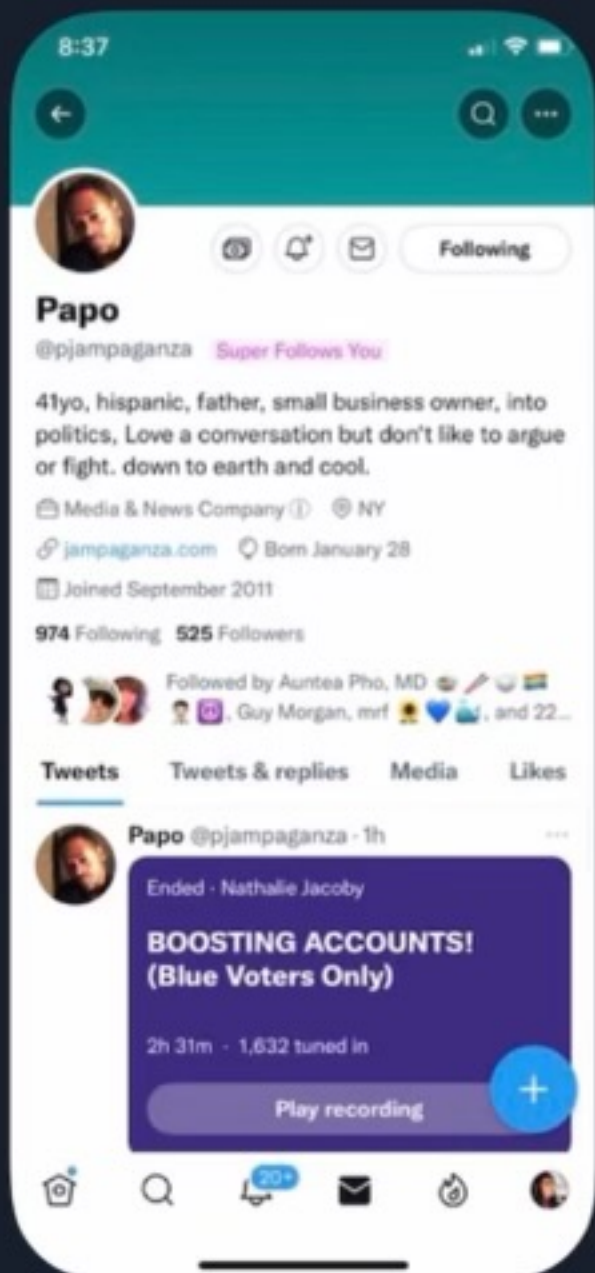 8:37
Following
Papo
@pjampaganza Super Follows You
41yo, hispanic, father, small business owner, into
politics, Love a conversation but don't like to argue
or fight. down to earth and cool.
Media & News Company NY
jampaganza.com Born January 28
Joined September 2011
974 Following 525 Followers
Followed by Auntea Pho, MD 🍲 🥢 🥣 🏳️‍🌈
☮️, Guy Morgan, mrf 🌻 💙 🌊, and 22...
Tweets Tweets & replies Media Likes
Papo @pjampaganza · 1h
Ended · Nathalie Jacoby
BOOSTING ACCOUNTS!
(Blue Voters Only)
2h 31m · 1,632 tuned in
Play recording
20+